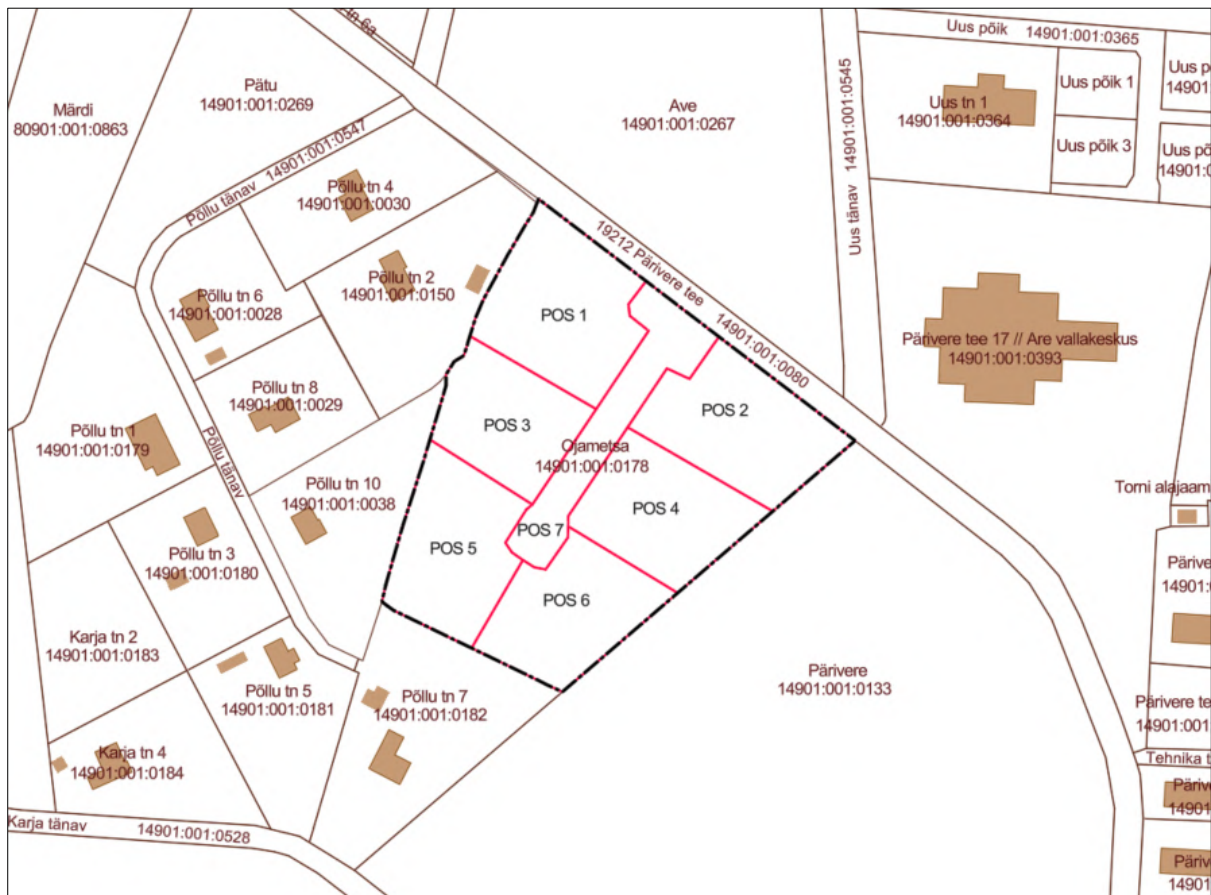 tn 6a
Uus põik 14901:001:0365
Pätu
14901:001:0269
Märdi
80901:001:0863
Ave
14901:001:0267
Uus tänav 14901:001:0545
Uus tn 1
14901:001:0364
Uus põik 1
Uus põik 3
Põllu tänav 14901:001:0547
Põllu tn 4
14901:001:0030
Põllu tn 2
14901:001:0150
Põllu tn 6
14901:001:0028
Põllu tn 8
14901:001:0029
Põllu tn 1
14901:001:0179
Põllu tänav
Põllu tn 10
14901:001:0038
Põllu tn 3
14901:001:0180
Karja tn 2
14901:001:0183
Põllu tn 5
14901:001:0181
Põllu tn 7
14901:001:0182
Karja tn 4
14901:001:0184
Karja tänav 14901:001:0528
19212 Pärivere tee 14901:001:0080
POS 1
POS 2
POS 3
Ojametsa
14901:001:0178
POS 4
POS 5
POS 7
POS 6
Pärivere tee 17 // Are vallakeskus
14901:001:0393
Torni alajaam
Pärivere
14901:001:0133
Pärivere te
14901:001
Tehnika t